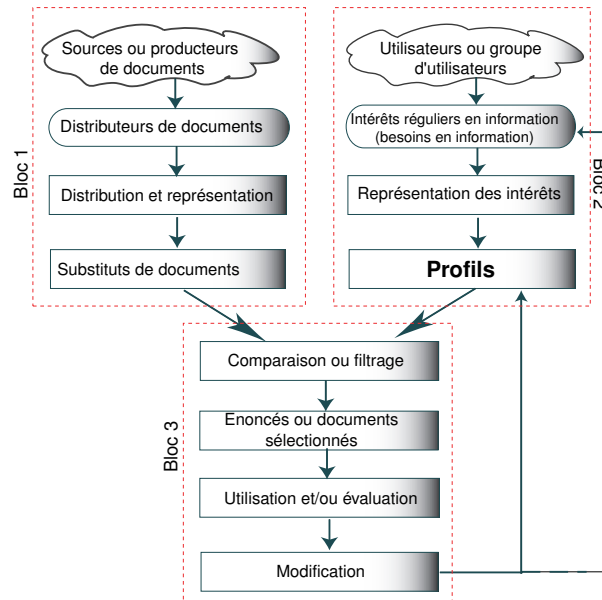 Sources ou producteurs
de documents
Distributeurs de documents
Distribution et représentation
Substituts de documents
Bloc 1
Utilisateurs ou groupe
d'utilisateurs
Intérêts réguliers en information
(besoins en information)
Représentation des intérêts
Profils
Bloc 2
Comparaison ou filtrage
Enoncés ou documents
sélectionnés
Utilisation et/ou évaluation
Modification
Bloc 3